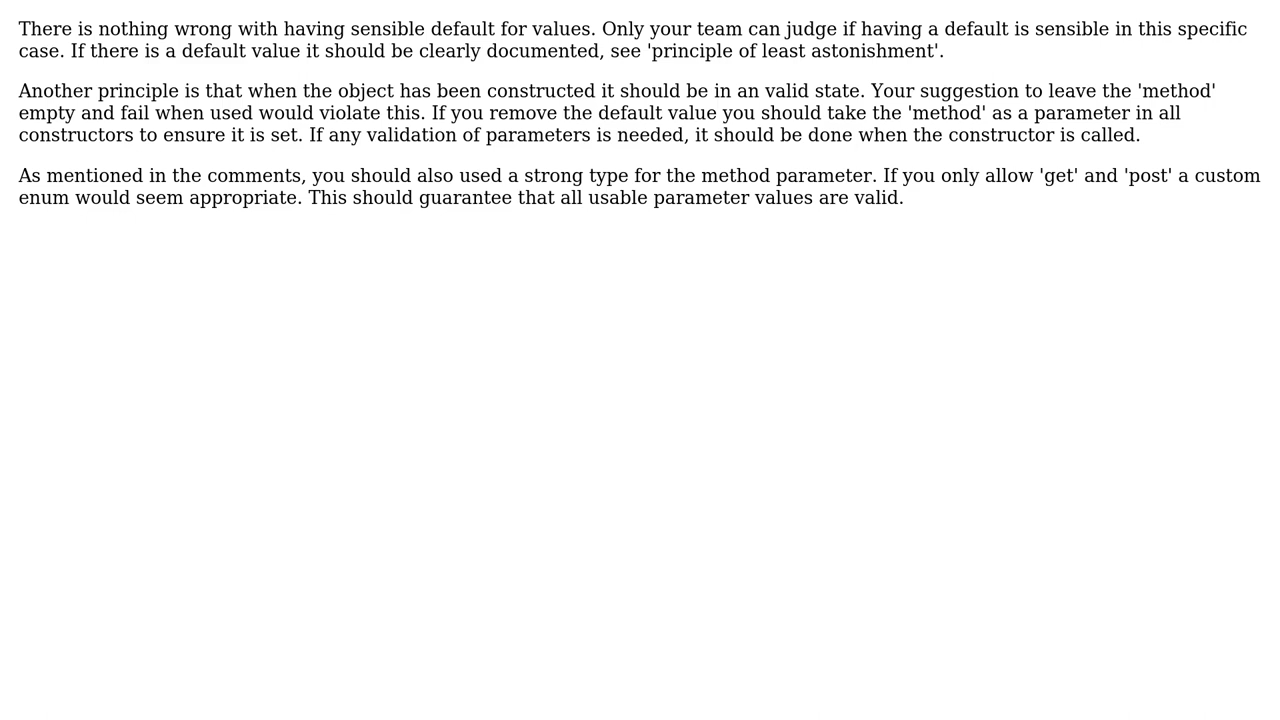 There is nothing wrong with having sensible default for values. Only your team can judge if having a default is sensible in this specific
case. If there is a default value it should be clearly documented, see 'principle of least astonishment'.
Another principle is that when the object has been constructed it should be in an valid state. Your suggestion to leave the 'method'
empty and fail when used would violate this. If you remove the default value you should take the 'method' as a parameter in all
constructors to ensure it is set. If any validation of parameters is needed, it should be done when the constructor is called.
As mentioned in the comments, you should also used a strong type for the method parameter. If you only allow 'get' and 'post' a custom
enum would seem appropriate. This should guarantee that all usable parameter values are valid.